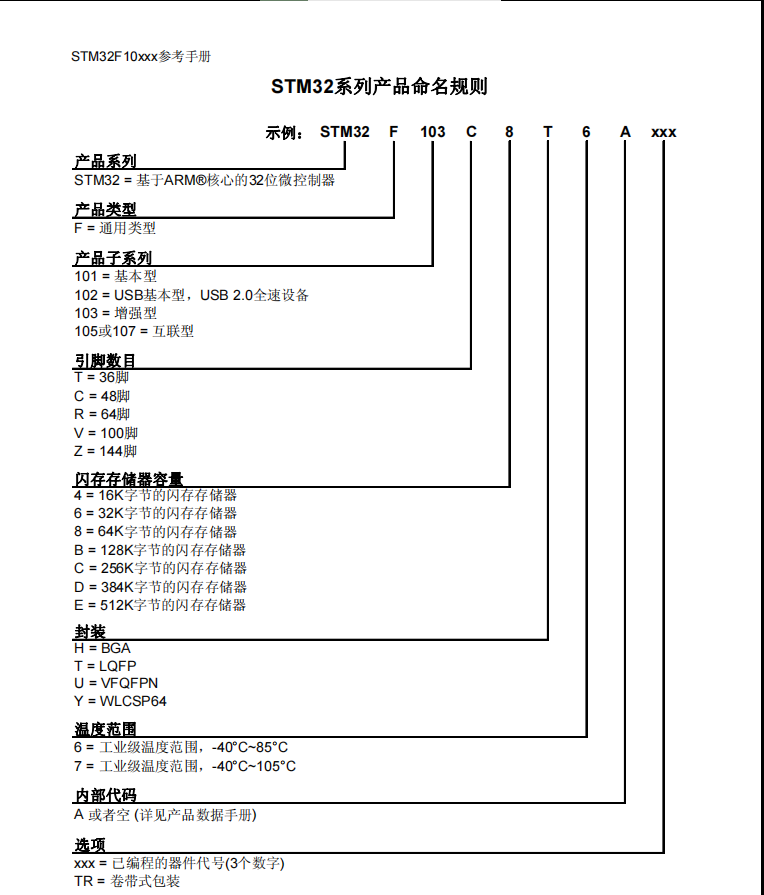 STM32F10xxx参考手册
STM32系列产品命名规则
示例： STM32 F 103 C 8 T 6 A xxx
产品系列
STM32 = 基于ARM®核心的32位微控制器
产品类型
F = 通用类型
产品子系列
101 = 基本型
102 = USB基本型，USB 2.0全速设备
103 = 增强型
105或107 = 互联型
引脚数目
T = 36脚
C = 48脚
R = 64脚
V = 100脚
Z = 144脚
闪存存储器容量
4 = 16K字节的闪存存储器
6 = 32K字节的闪存存储器
8 = 64K字节的闪存存储器
B = 128K字节的闪存存储器
C = 256K字节的闪存存储器
D = 384K字节的闪存存储器
E = 512K字节的闪存存储器
封装
H = BGA
T = LQFP
U = VFQFPN
Y = WLCSP64
温度范围
6 = 工业级温度范围，-40°C~85°C
7 = 工业级温度范围，-40°C~105°C
内部代码
A 或者空 (详见产品数据手册)
选项
xxx = 已编程的器件代号(3个数字)
TR = 卷带式包装